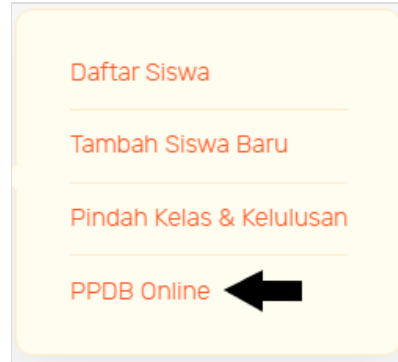 Daftar Siswa
Tambah Siswa Baru
Pindah Kelas & Kelulusan
PPDB Online